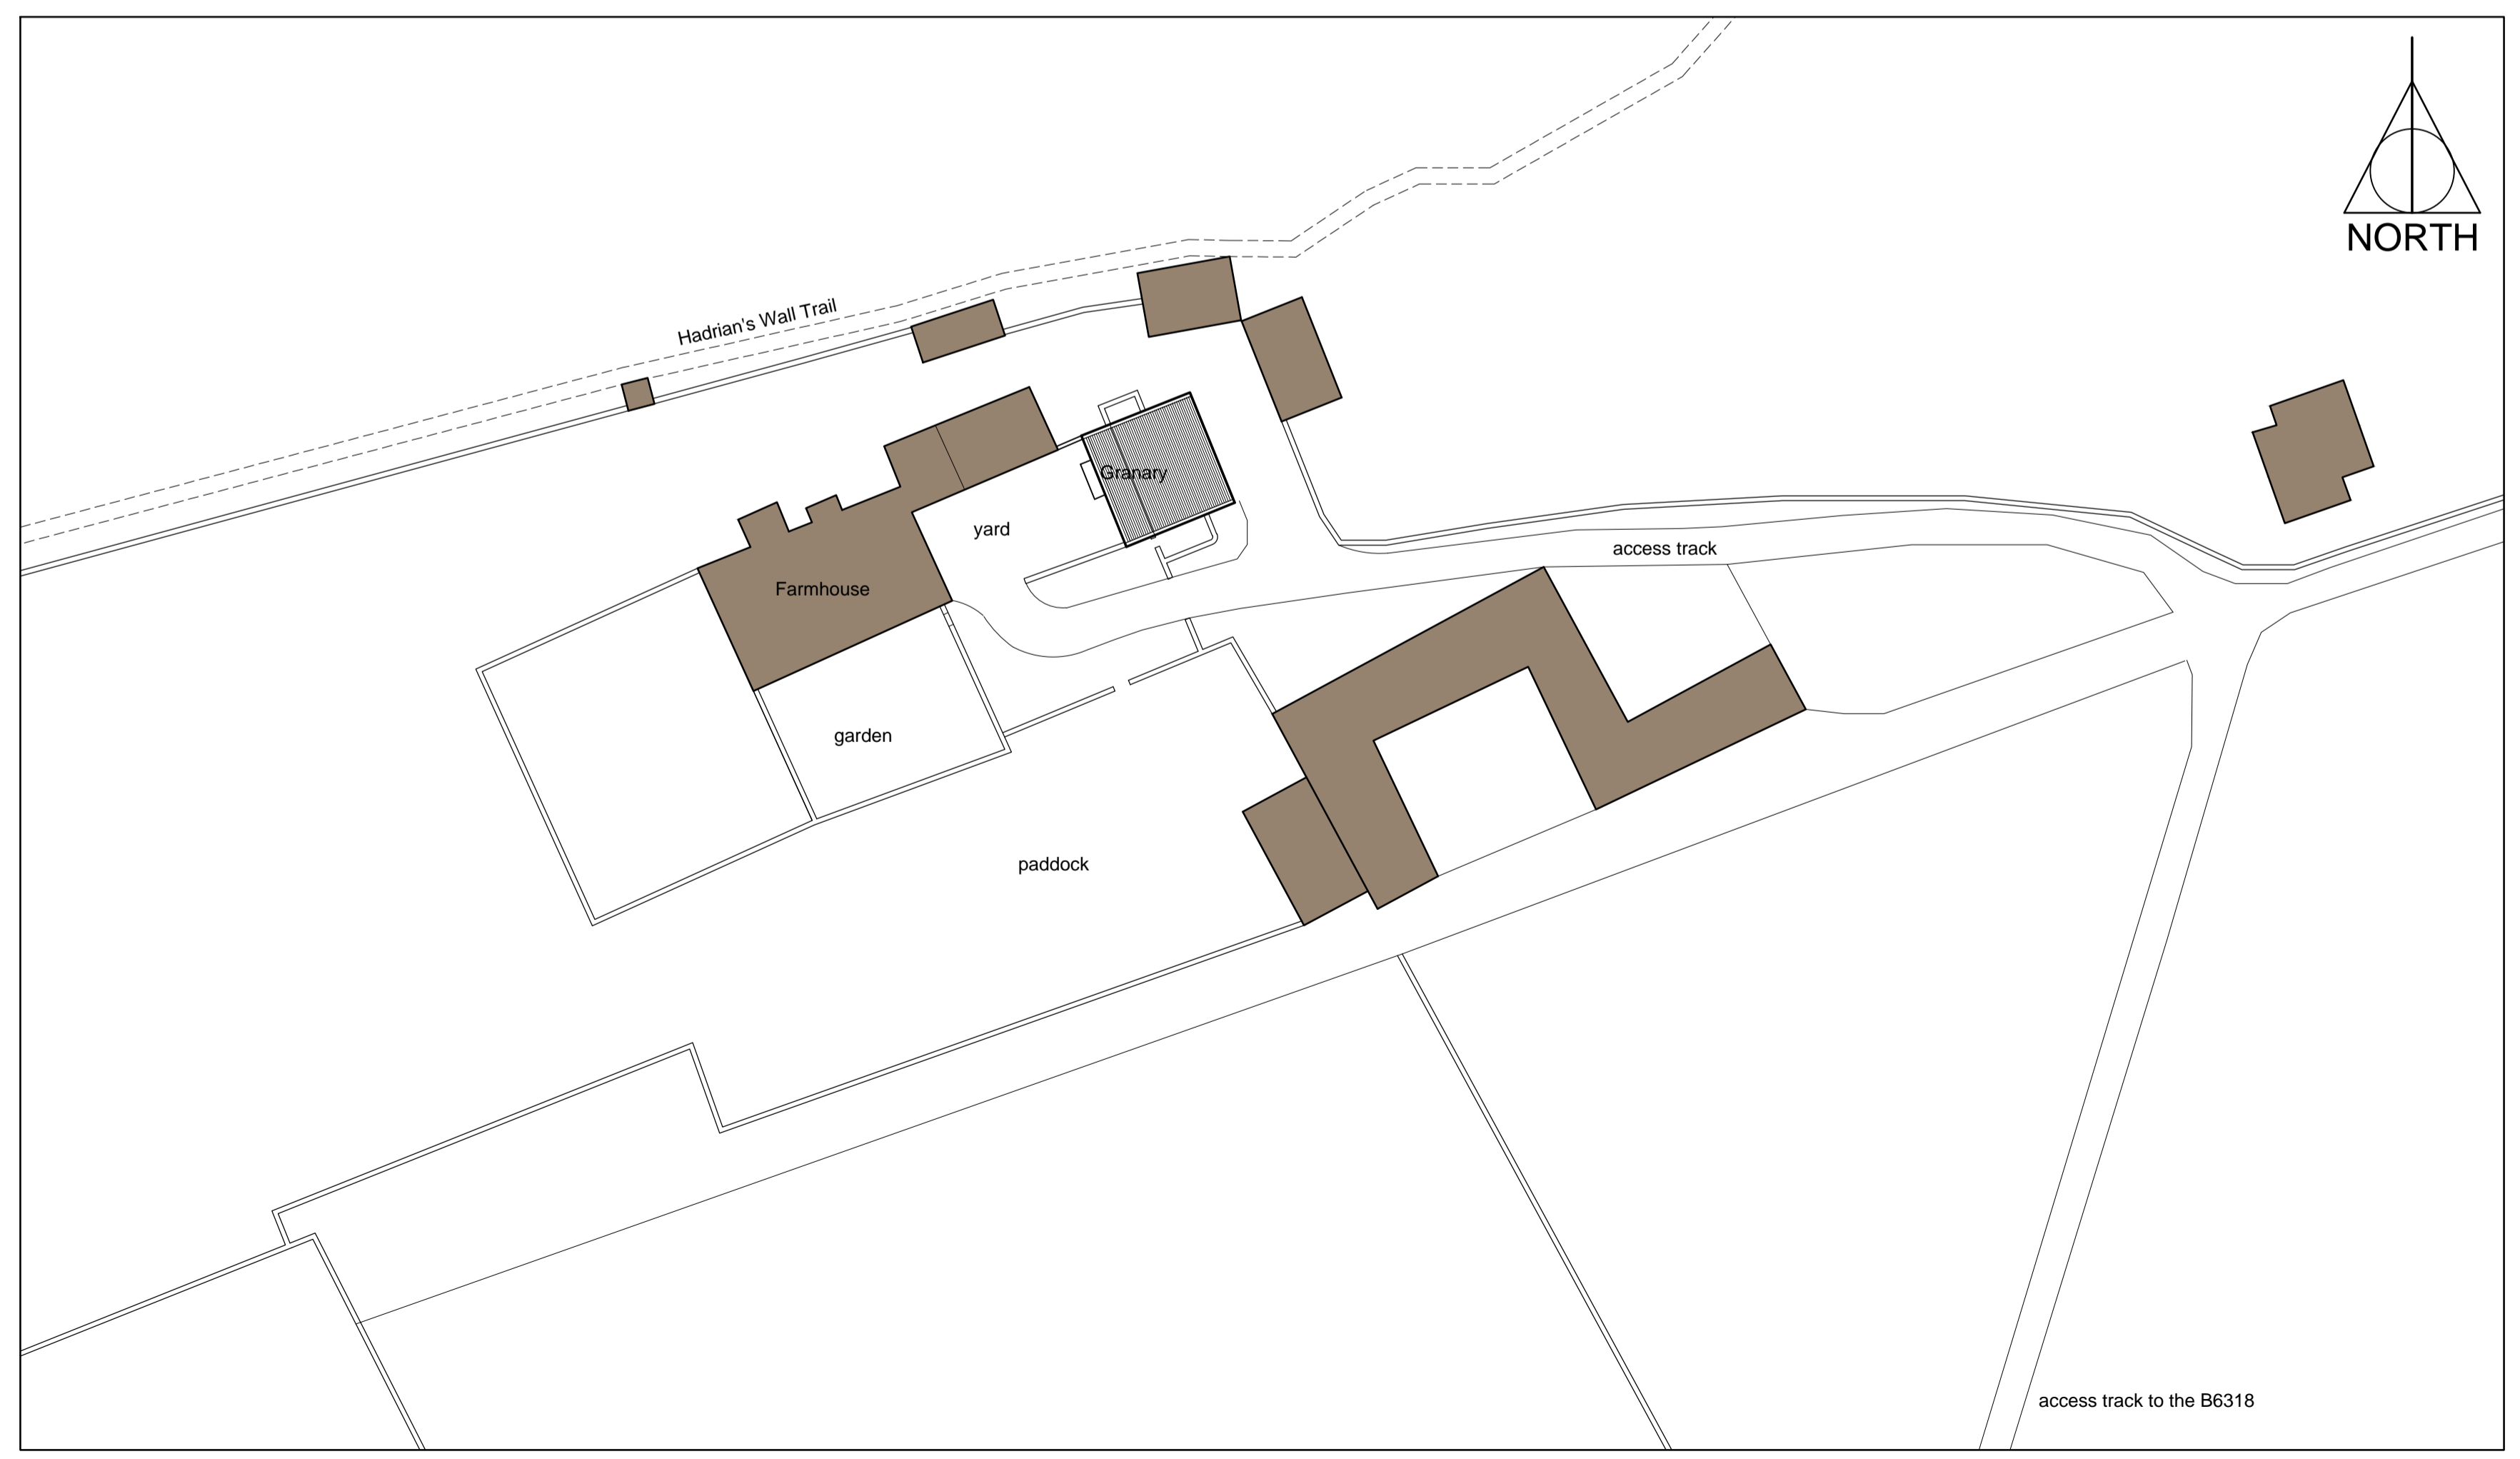 NORTH
Hadrian's Wall Trail
Granary
yard
access track
Farmhouse
garden
paddock
access track to the B6318